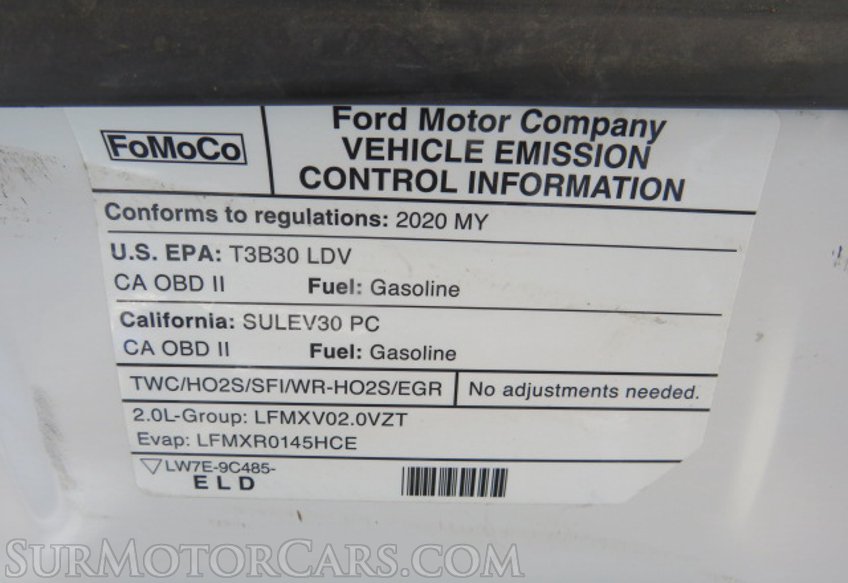 FoMoCo
Ford Motor Company
VEHICLE EMISSION
CONTROL INFORMATION
Conforms to regulations: 2020 MY
U.S. EPA: T3B30 LDV
CA OBD II Fuel: Gasoline
California: SULEV30 PC
CA OBD II Fuel: Gasoline
TWC/HO2S/SFI/WR-HO2S/EGR No adjustments needed.
2.0L-Group: LFMXV02.0VZT
Evap: LFMXR0145HCE
LW7E-9C485-
ELD
SURMOTORCARS.COM